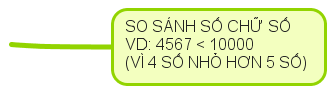 SO SÁNH SỐ CHỮ SỐ
VD: 4567 < 10000
(VÌ 4 SỐ NHỎ HƠN 5 SỐ)